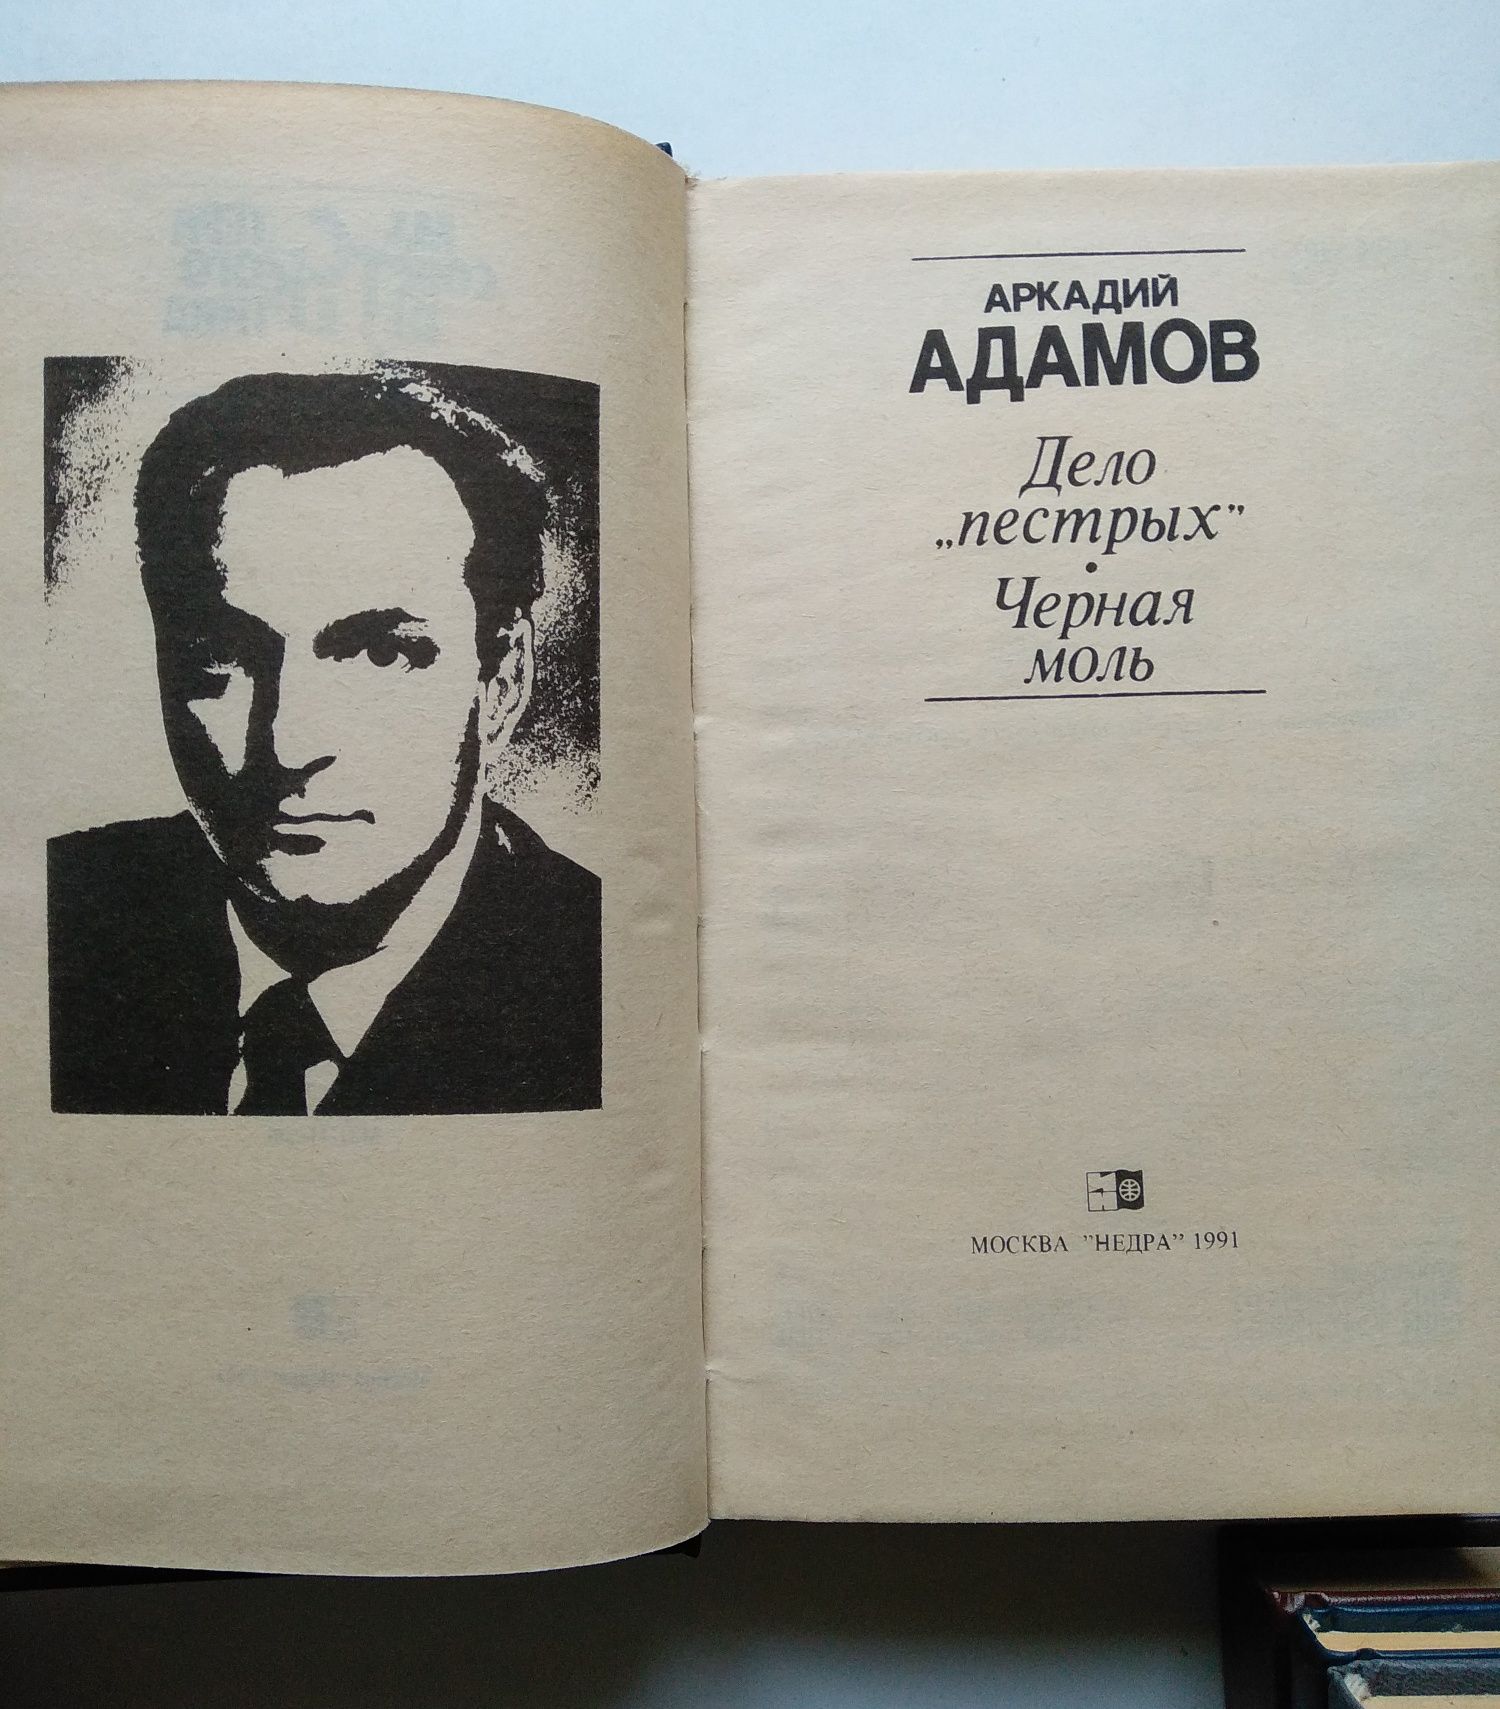 АРКАДИЙ
АДАМОВ
Дело
„пестрых”
•
Черная
моль
МОСКВА ”НЕДРА” 1991